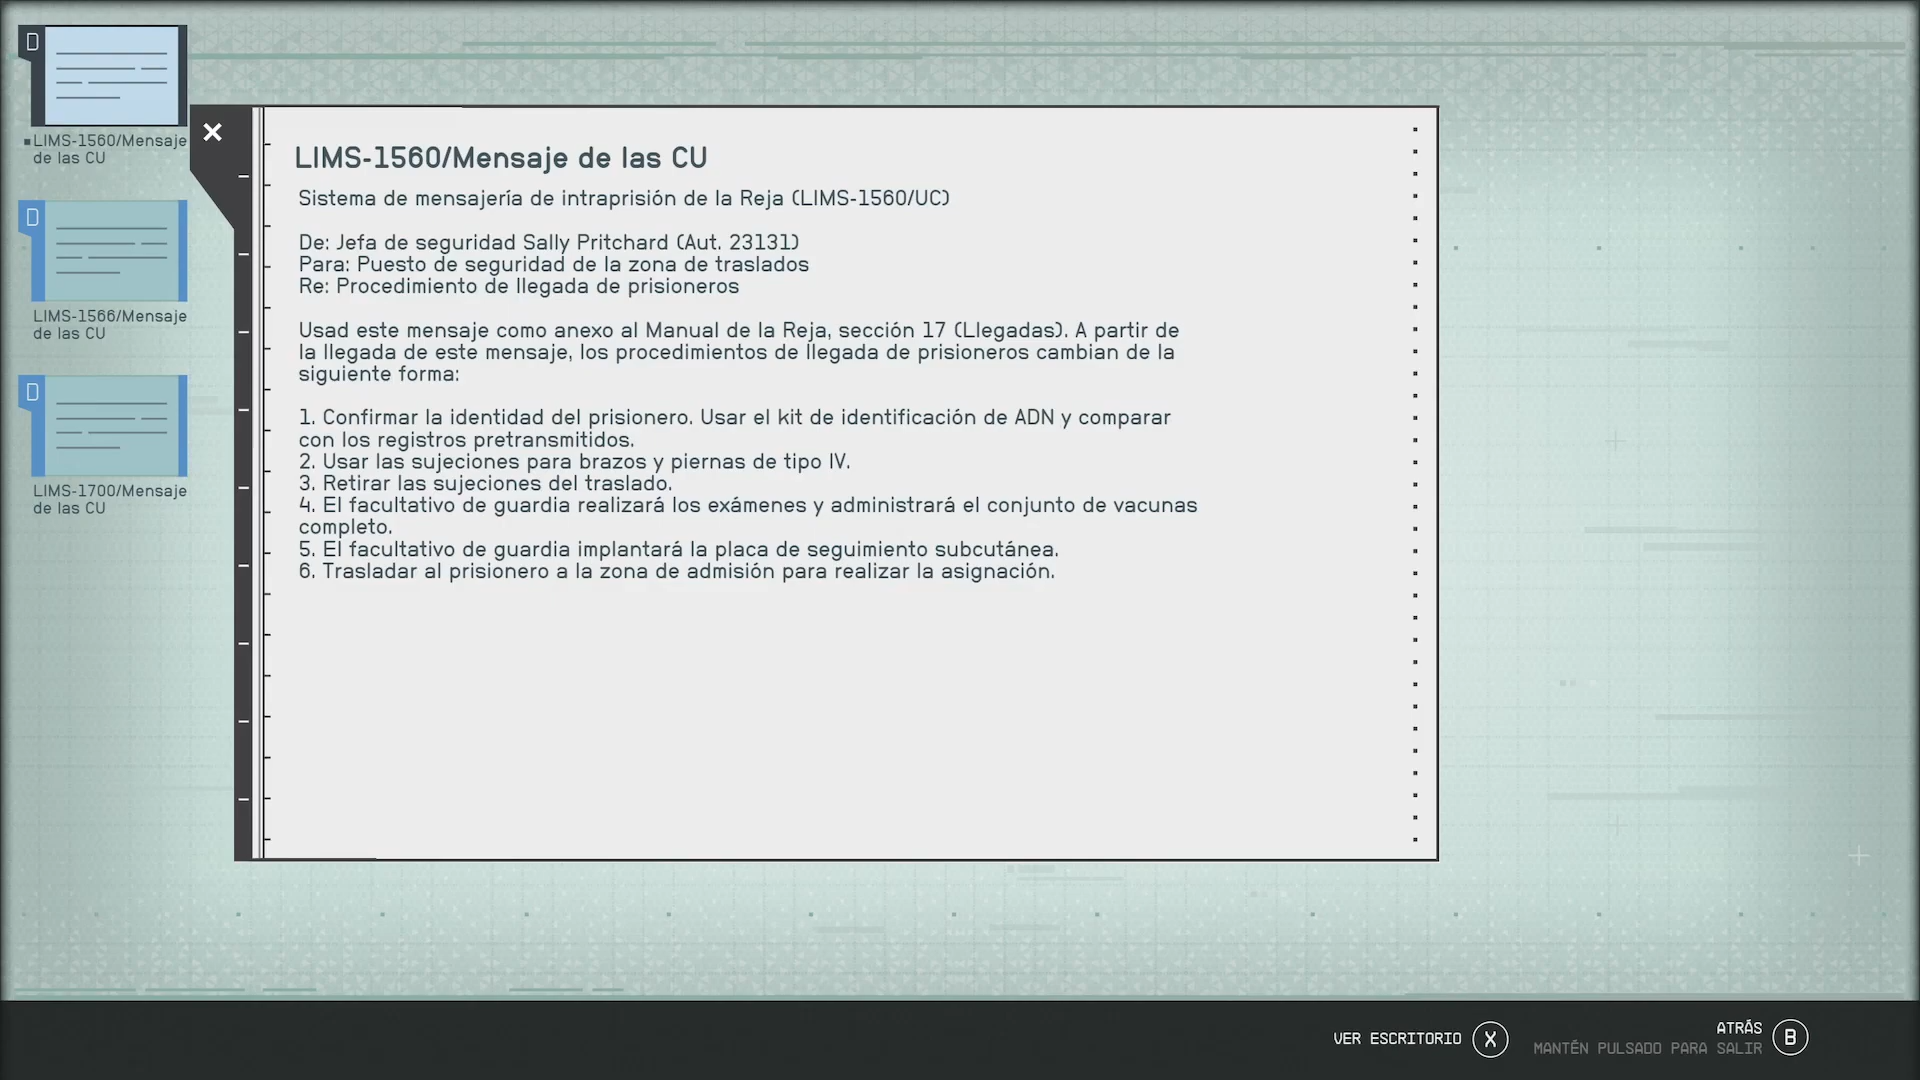 D
LIMS-1560/Mensaje
de las CU
D
LIMS-1566/Mensaje
de las CU
D
LIMS-1700/Mensaje
de las CU
LIMS-1560/Mensaje de las CU
Sistema de mensajería de intraprisión de la Reja (LIMS-1560/UC)
De: Jefa de seguridad Sally Pritchard (Aut. 23131)
Para: Puesto de seguridad de la zona de traslados
Re: Procedimiento de llegada de prisioneros
Usad este mensaje como anexo al Manual de la Reja, sección 17 (Llegadas). A partir de
la llegada de este mensaje, los procedimientos de llegada de prisioneros cambian de la
siguiente forma:
1. Confirmar la identidad del prisionero. Usar el kit de identificación de ADN y comparar
con los registros pretransmitidos.
2. Usar las sujeciones para brazos y piernas de tipo IV.
3. Retirar las sujeciones del traslado.
4. El facultativo de guardia realizará los exámenes y administrará el conjunto de vacunas
completo.
5. El facultativo de guardia implantará la placa de seguimiento subcutánea.
6. Trasladar al prisionero a la zona de admisión para realizar la asignación.
VER ESCRITORIO X
ATRÁS B
MANTÉN PULSADO PARA SALIR